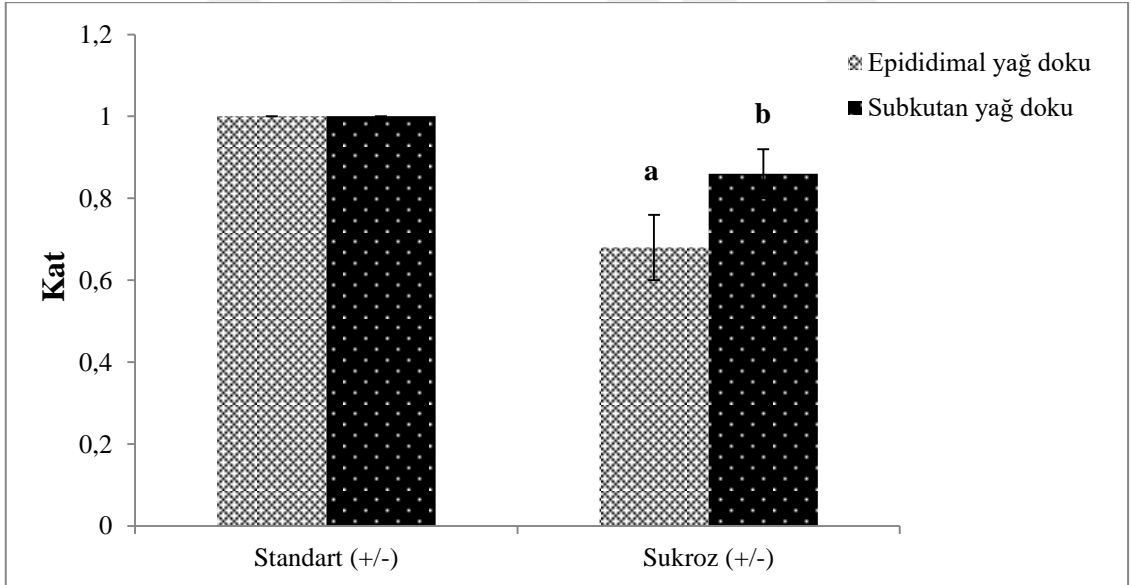 1,2
1
0,8
0,6
0,4
0,2
0
Kat
Epididimal yağ doku
Subkutan yağ doku
a
b
Standart (+/-)
Sukroz (+/-)